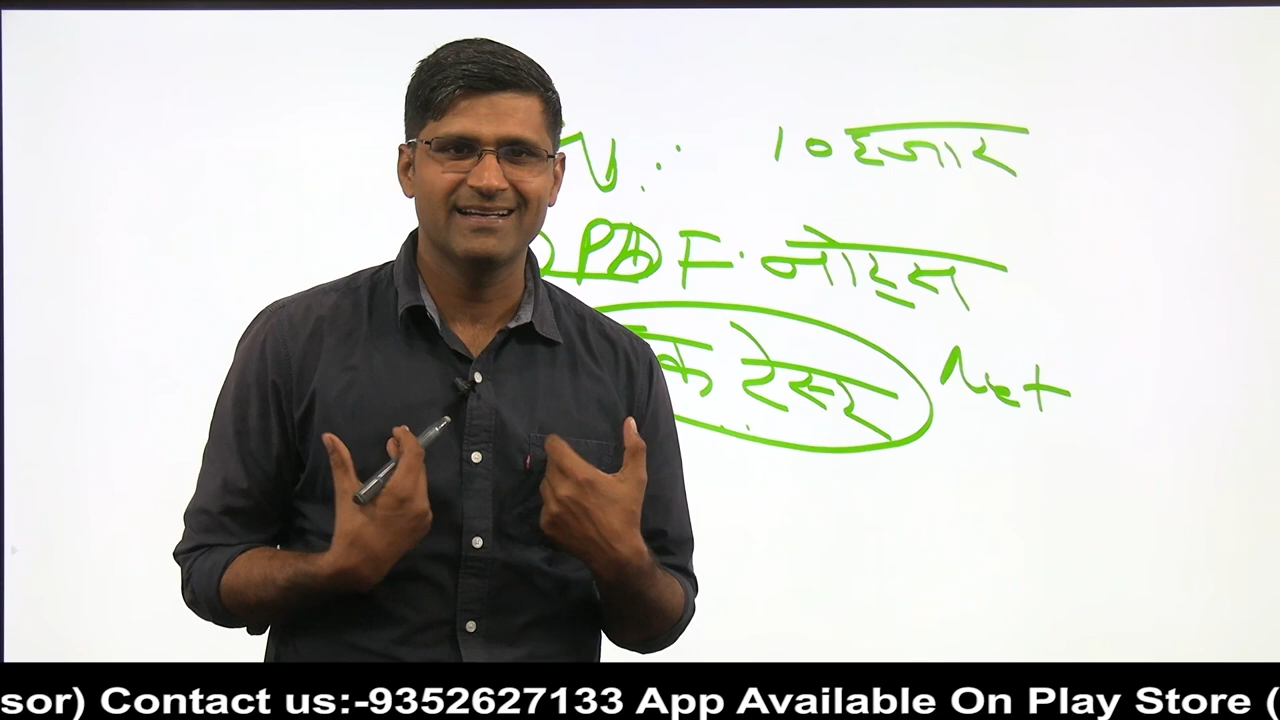 10 हजार
PDF. नोट्स
टेस्ट Net
sor) Contact us:-9352627133 App Available On Play Store (